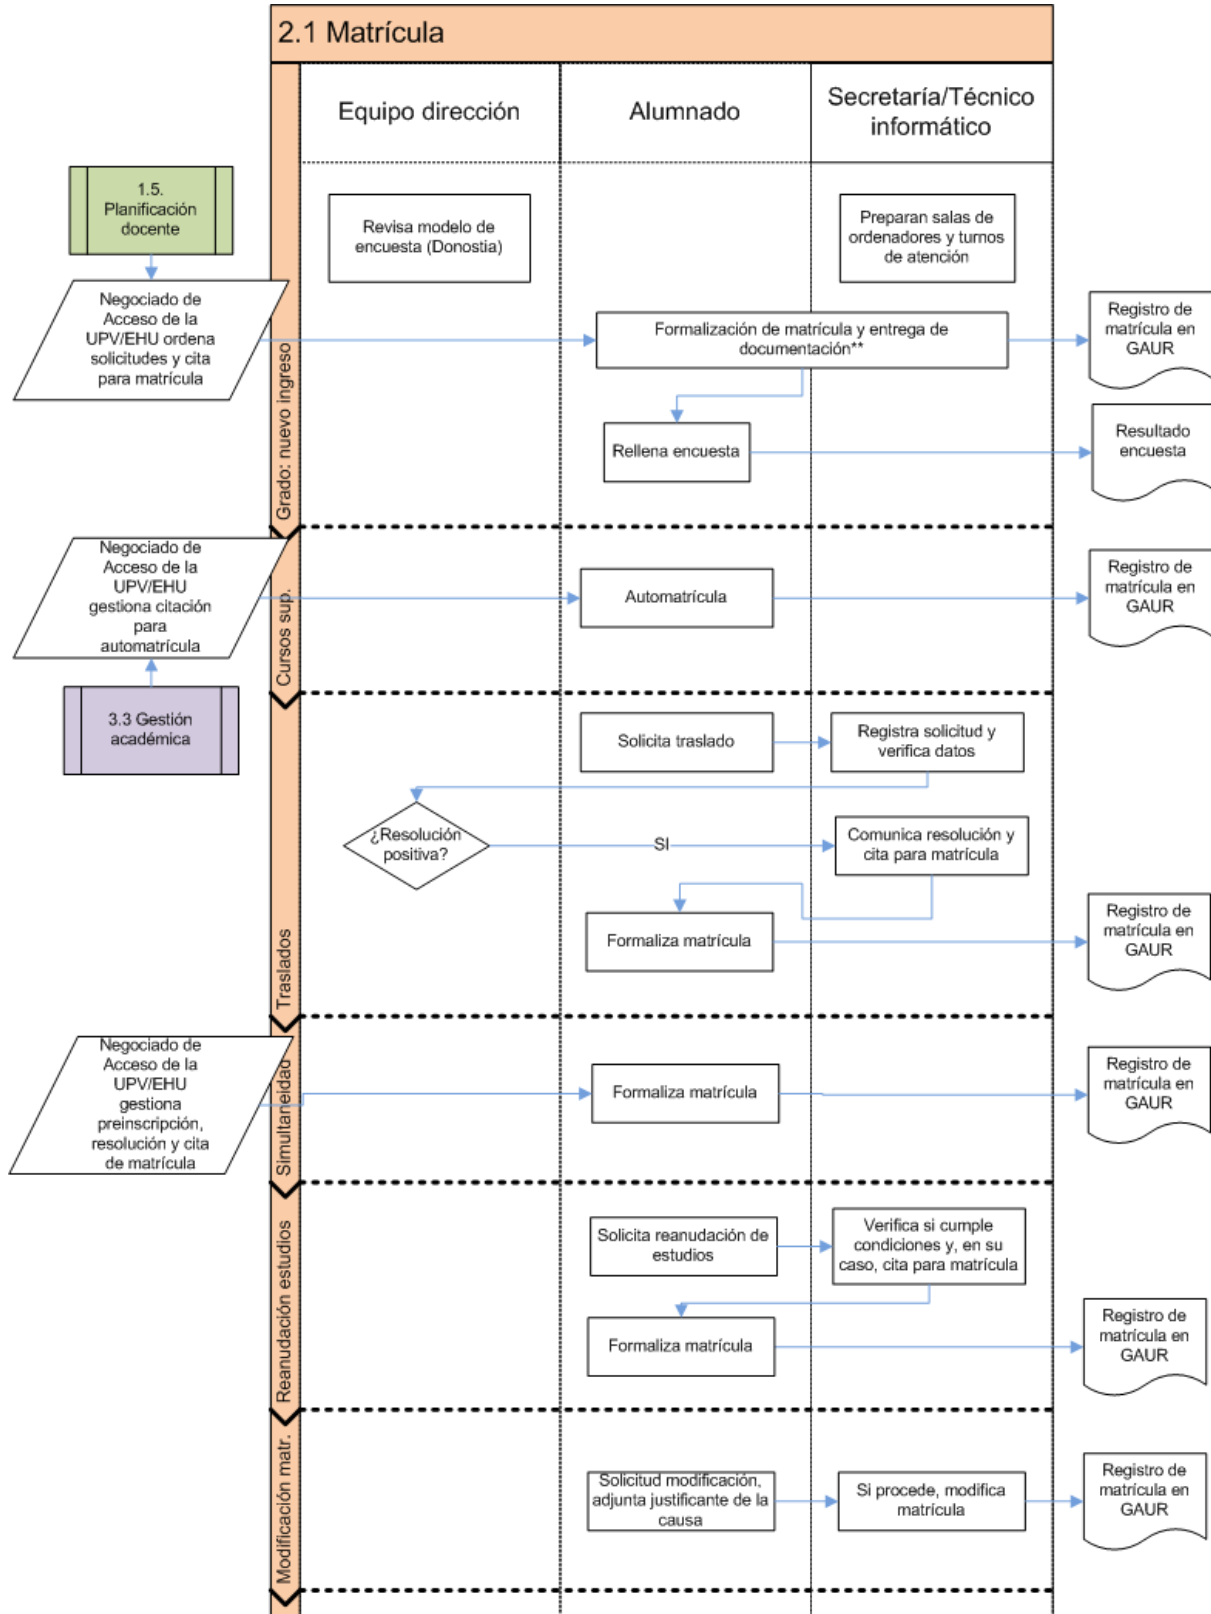 2.1 Matrícula
Equipo dirección
Alumnado
Secretaría/Técnico
informático
Grado: nuevo ingreso
1.5.
Planificación
docente
Revisa modelo de
encuesta (Donostia)
Preparan salas de
ordenadores y turnos
de atención
Negociado de
Acceso de la
UPV/EHU ordena
solicitudes y cita
para matrícula
Formalización de matrícula y entrega de
documentación**
Registro de
matrícula en
GAUR
Rellena encuesta
Resultado
encuesta
Cursos sup.
Negociado de
Acceso de la
UPV/EHU
gestiona citación
para
automatrícula
Automatrícula
Registro de
matrícula en
GAUR
3.3 Gestión
académica
Traslados
Solicita traslado
Registra solicitud y
verifica datos
¿Resolución
positiva?
SI
Comunica resolución y
cita para matrícula
Formaliza matrícula
Registro de
matrícula en
GAUR
Simultaneidad
Negociado de
Acceso de la
UPV/EHU
gestiona
preinscripción,
resolución y cita
de matrícula
Formaliza matrícula
Registro de
matrícula en
GAUR
Reanudación estudios
Solicita reanudación de
estudios
Verifica si cumple
condiciones y, en su
caso, cita para matrícula
Formaliza matrícula
Registro de
matrícula en
GAUR
Modificación matr.
Solicitud modificación,
adjunta justificante de la
causa
Si procede, modifica
matrícula
Registro de
matrícula en
GAUR